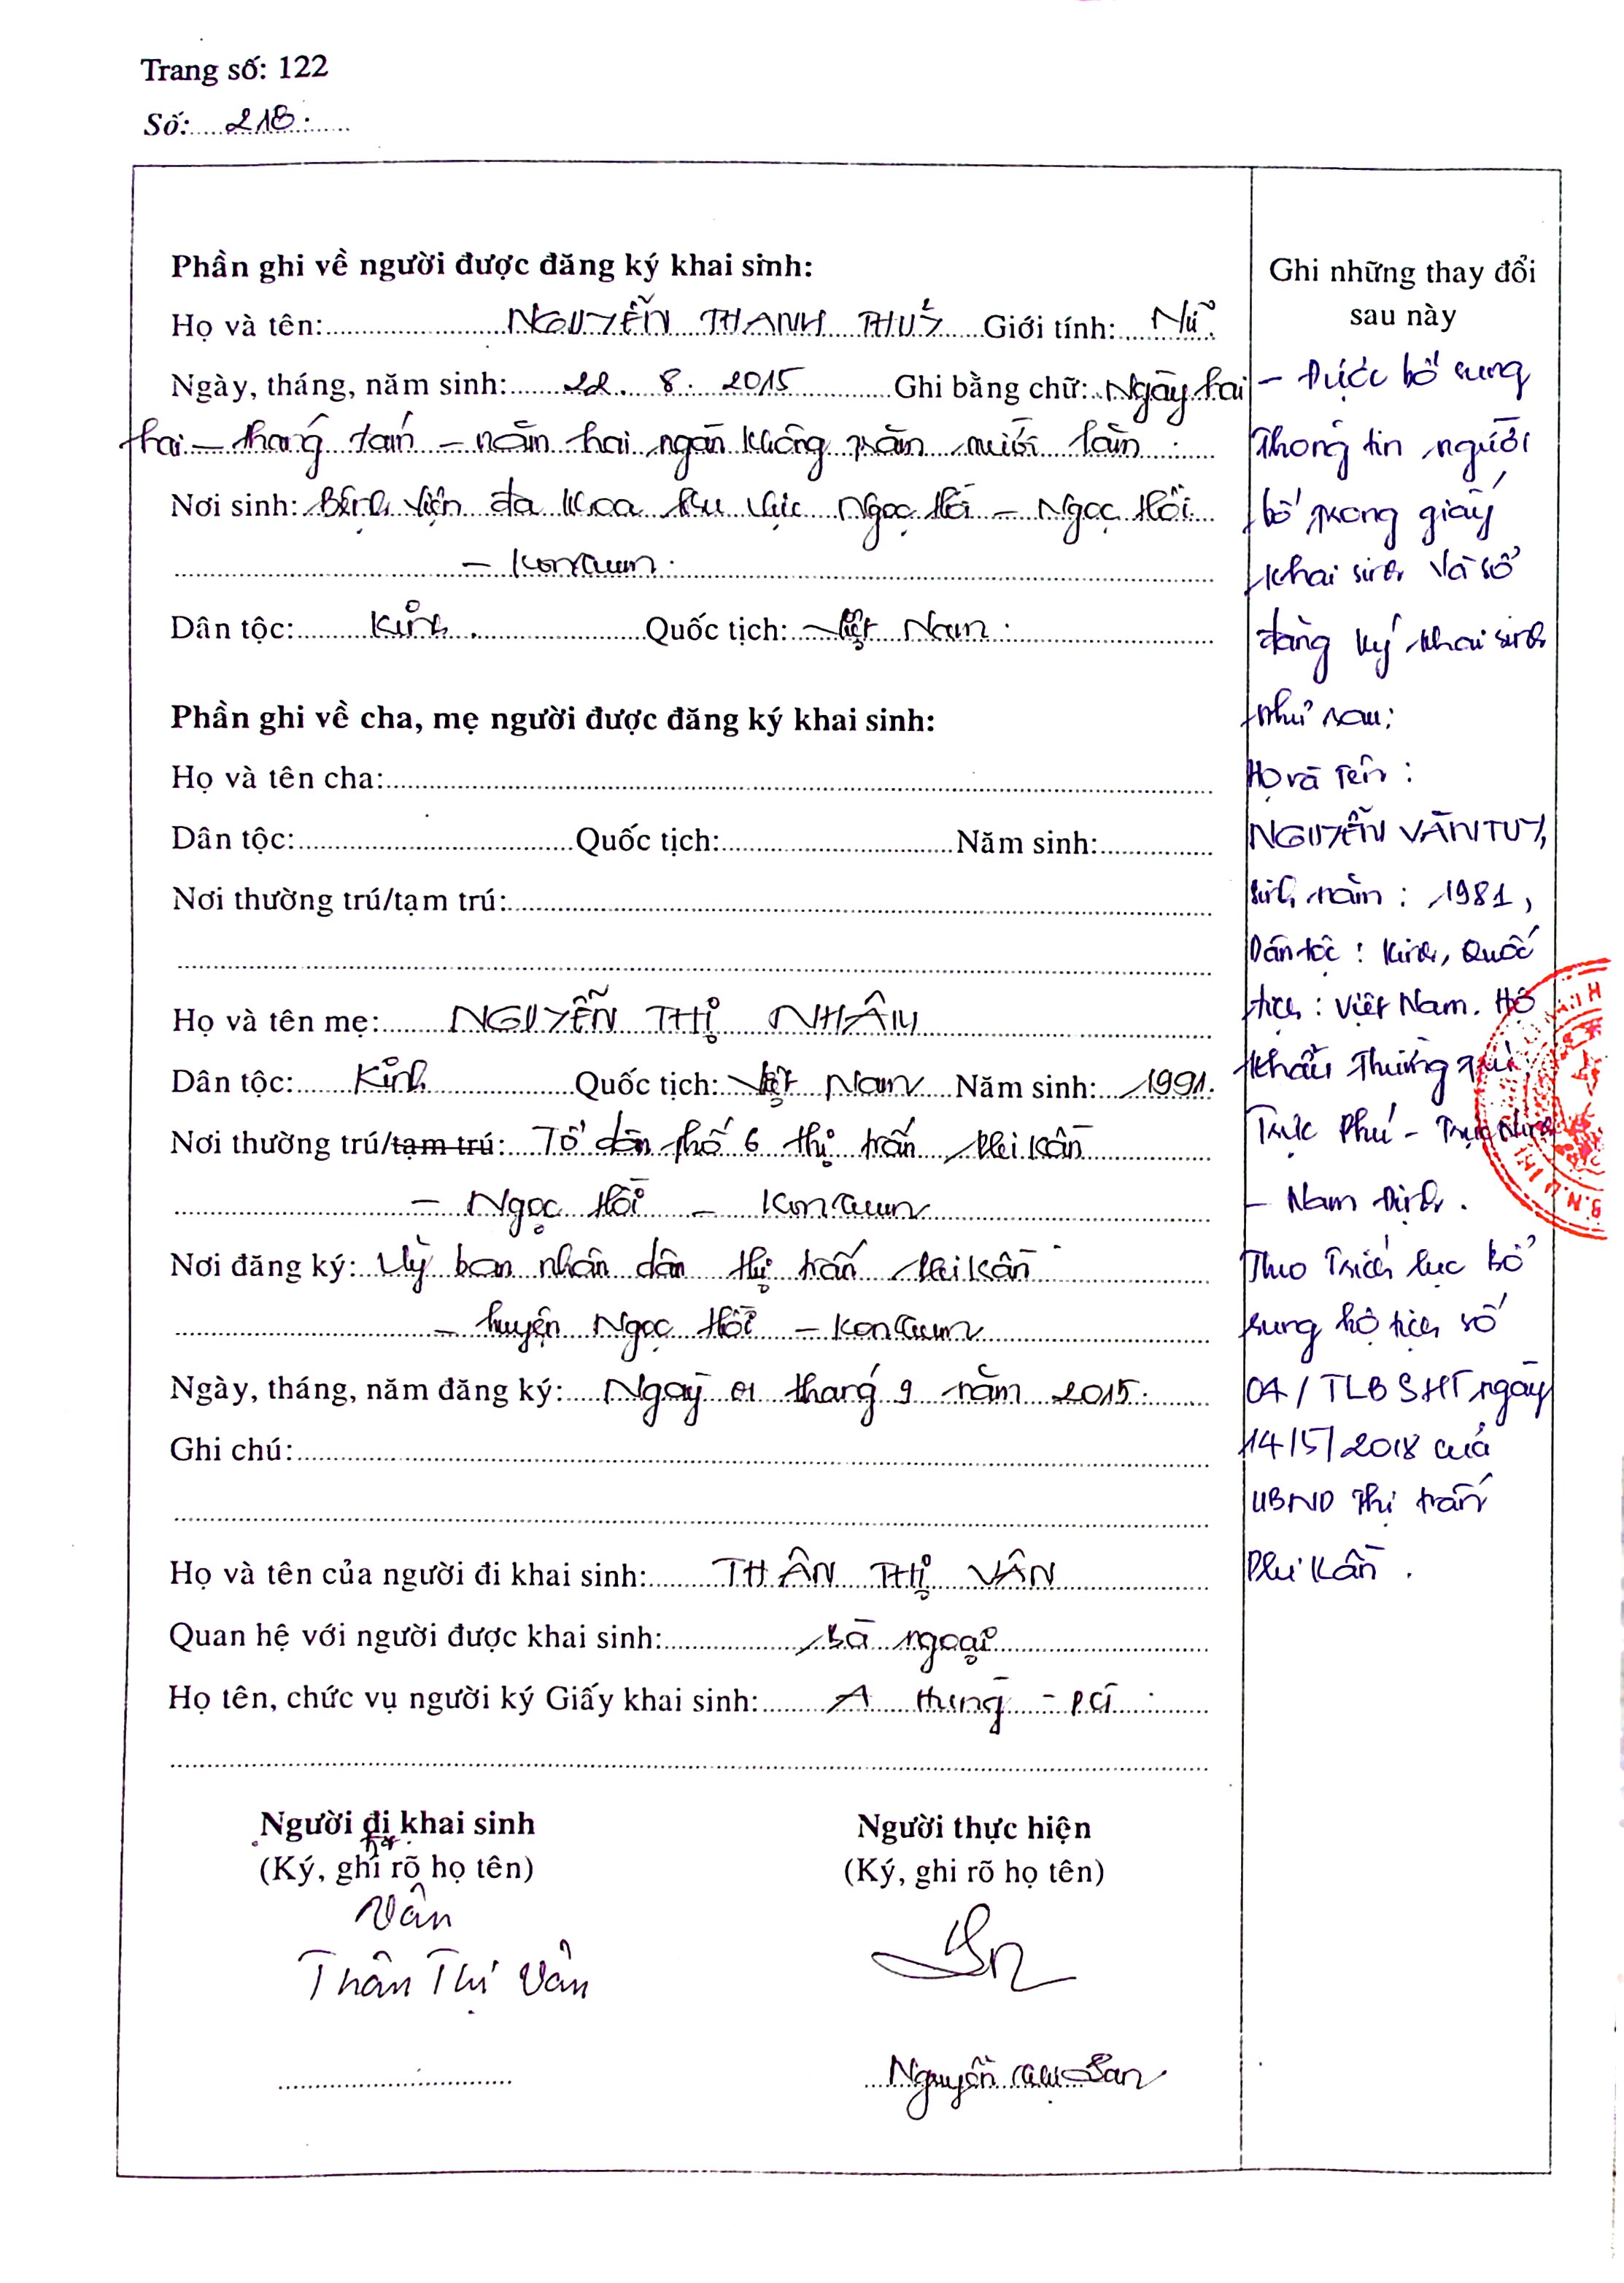 Trang số: 122
Số: 218
Phần ghi về người được đăng ký khai sinh:
Họ và tên: NGUYỄN THANH THUỶ Giới tính: Nữ
Ngày, tháng, năm sinh: 22. 8. 2015 Ghi bằng chữ: Ngày hai
hai – tháng tám – năm hai ngàn không trăm mười lăm.
Nơi sinh: Bệnh viện đa khoa khu vực Ngọc Hồi – Ngọc Hồi
– KonTum.
Dân tộc: Kinh. Quốc tịch: Việt Nam.
Phần ghi về cha, mẹ người được đăng ký khai sinh:
Họ và tên cha:
Dân tộc: Quốc tịch: Năm sinh:
Nơi thường trú/tạm trú:
Họ và tên mẹ: NGUYỄN THỊ NHÂM
Dân tộc: Kinh Quốc tịch: Việt Nam Năm sinh: 1991.
Nơi thường trú/tạm trú: Tổ dân phố 6 thị trấn Plei Kần
– Ngọc Hồi – KonTum
Nơi đăng ký: Uỷ ban nhân dân thị trấn Plei Kần
– huyện Ngọc Hồi – KonTum
Ngày, tháng, năm đăng ký: Ngày 01 tháng 9 năm 2015.
Ghi chú:
Họ và tên của người đi khai sinh: THÂN THỊ VÂN
Quan hệ với người được khai sinh: Bà ngoại
Họ tên, chức vụ người ký Giấy khai sinh: A – PCT
Người đi khai sinh
(Ký, ghi rõ họ tên)
Vân
Thân Thị Vân
Người thực hiện
(Ký, ghi rõ họ tên)
Nguyễn San
Ghi những thay đổi
sau này
– Được bổ sung
thông tin người
bố trong giấy
khai sinh và sổ
đăng ký khai sinh
như sau:
Họ và tên:
NGUYỄN VĂN TUY,
sinh năm: 1981,
Dân tộc: Kinh, Quốc
tịch: Việt Nam. Hộ
khẩu thường trú:
Trực Phú – Trực Ninh
– Nam Định.
Theo Trích lục bổ
sung hộ tịch số
04/TLBSHT ngày
14/5/2018 của
UBND Thị trấn
Plei Kần.